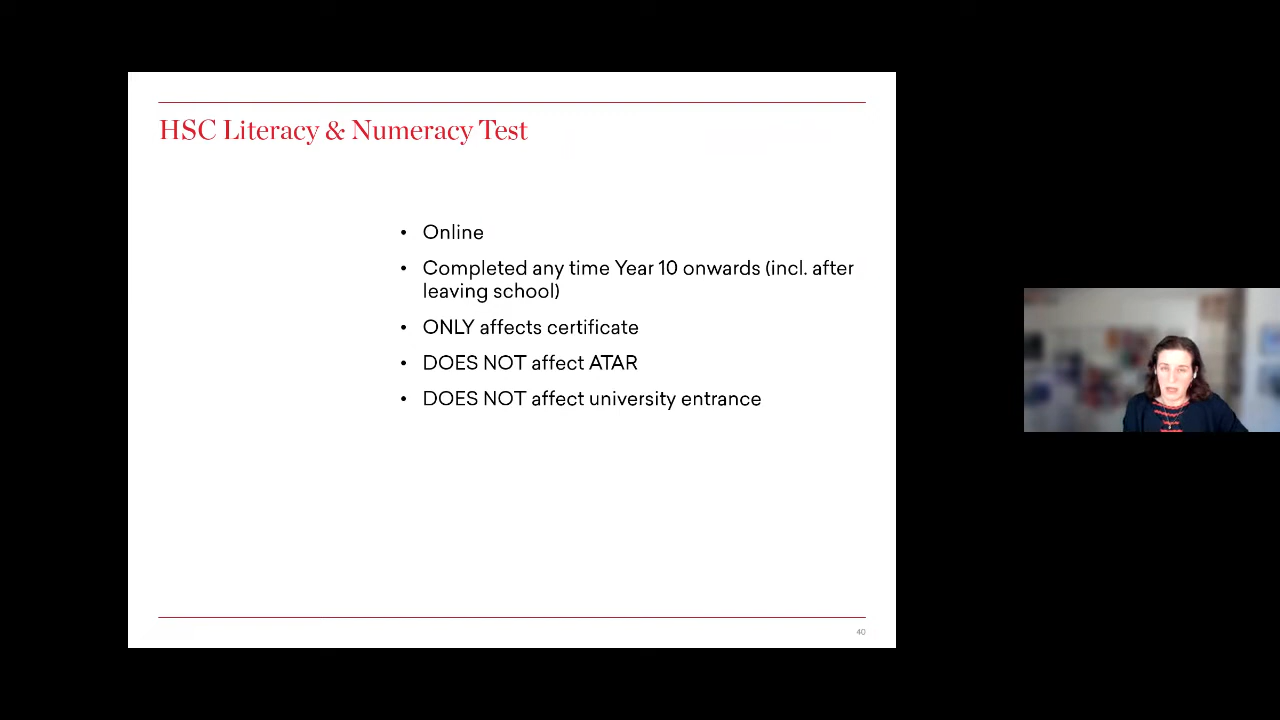 HSC Literacy & Numeracy Test
• Online
• Completed any time Year 10 onwards (incl. after
leaving school)
• ONLY affects certificate
• DOES NOT affect ATAR
• DOES NOT affect university entrance
40